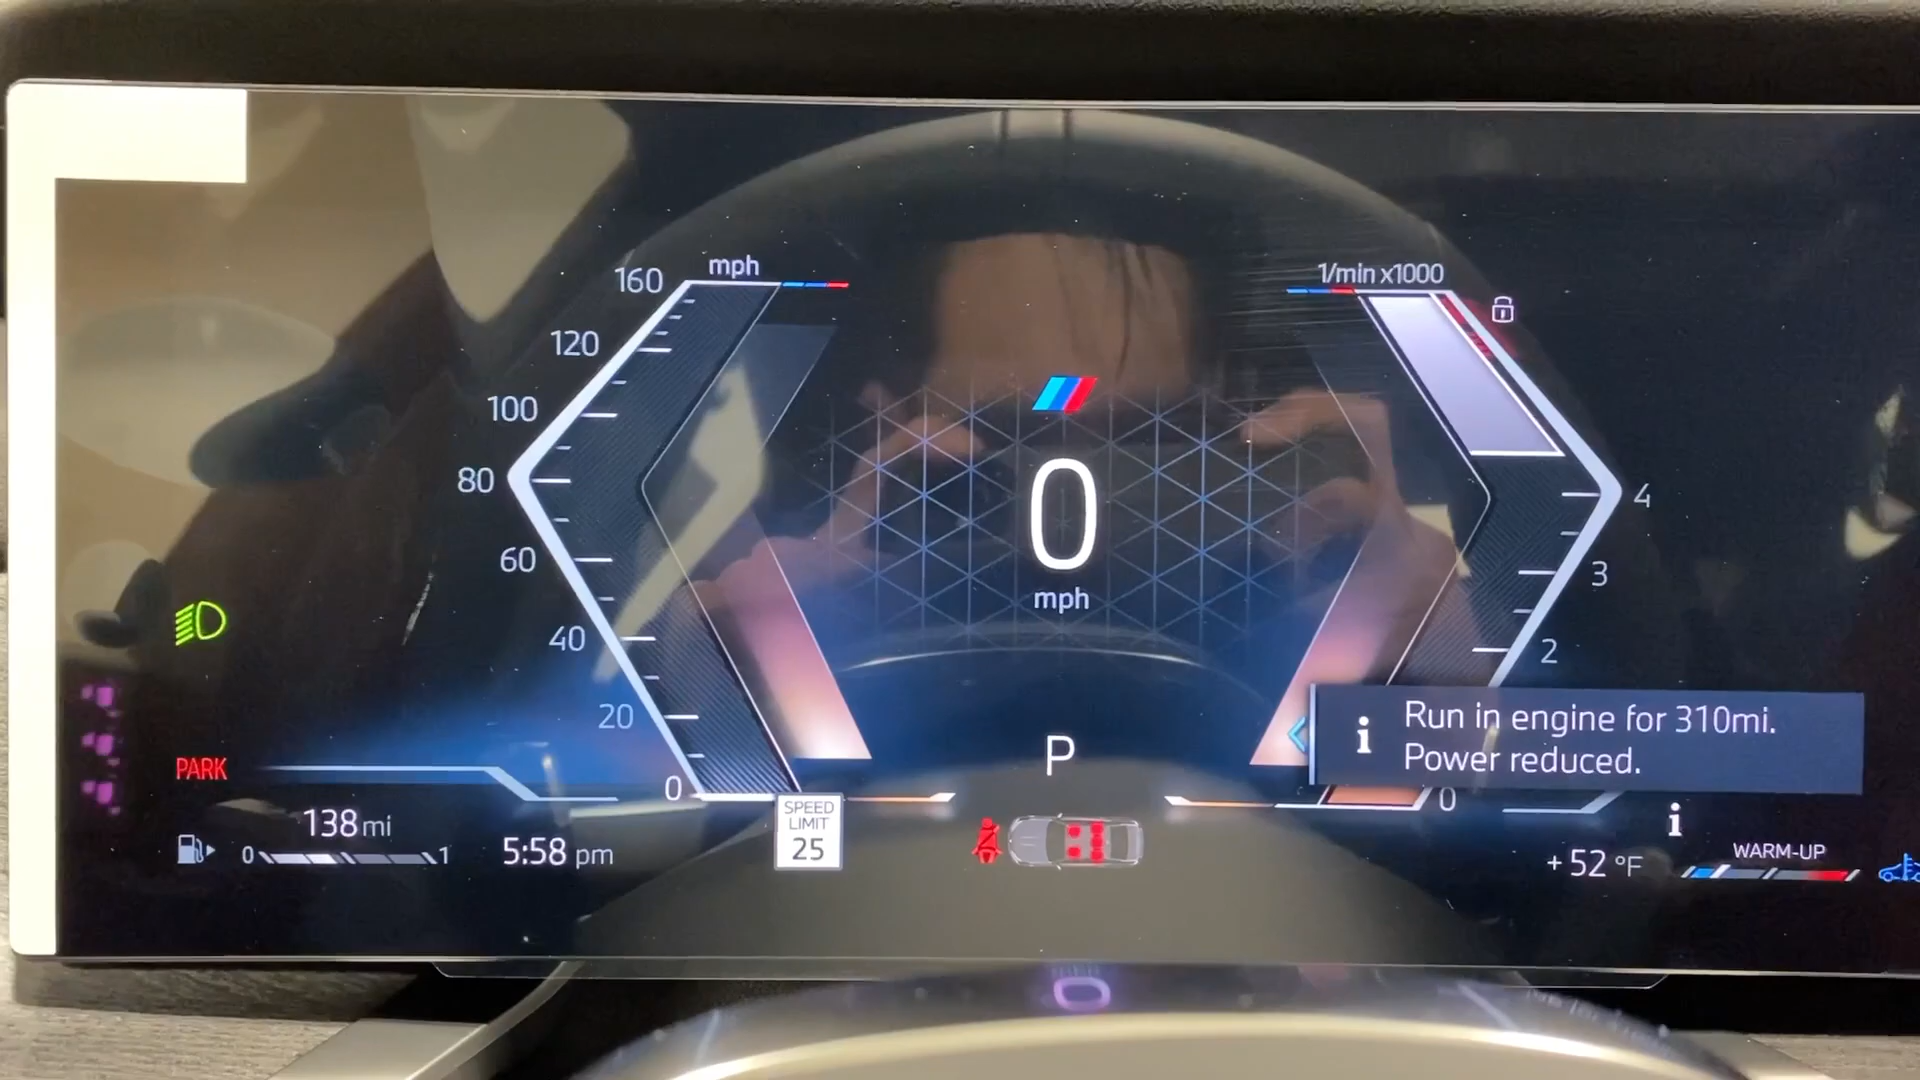 mph
160
120
100
80
60
40
20
0
1/min x1000
4
3
2
0
0
mph
P
Run in engine for 310mi.
Power reduced.
PARK
138 mi
0 1
5:58 pm
SPEED
LIMIT
25
+52 °F
WARM-UP